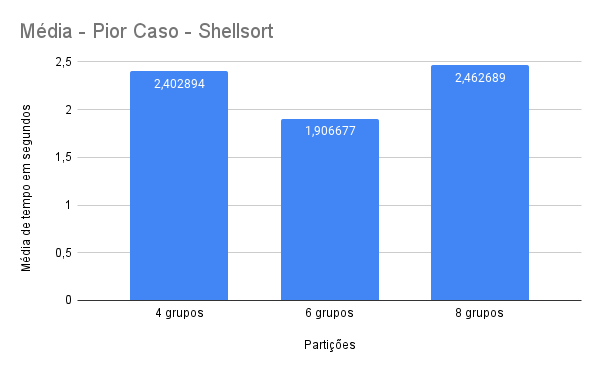 Média - Pior Caso - Shellsort
Média de tempo em segundos
2,5
2
1,5
1
0,5
0
2,402894
1,906677
2,462689
4 grupos
6 grupos
8 grupos
Partições